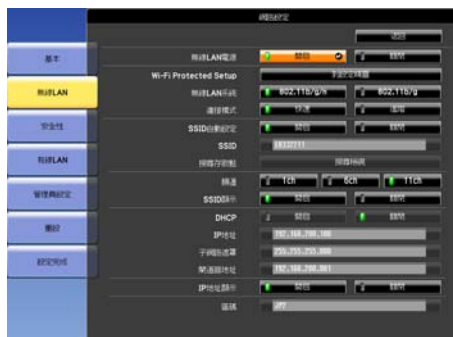 網路設定
返回
基本
無線LAN
安全性
有線LAN
管理員設定
重設
設定完成
無線LAN電源 開啟 關閉
Wi-Fi Protected Setup 到設定精靈
無線LAN系統 802.11b/g/n 802.11b/g
連接模式 快速 進階
SSID自動設定 開啟 關閉
SSID
搜尋存取點
頻道 1ch 6ch 11ch
SSID顯示 開啟 關閉
DHCP 開啟 關閉
IP地址 192.168.200.100
子網路遮罩 255.255.255.000
閘道器地址 192.168.200.001
IP地址顯示 開啟 關閉
區碼